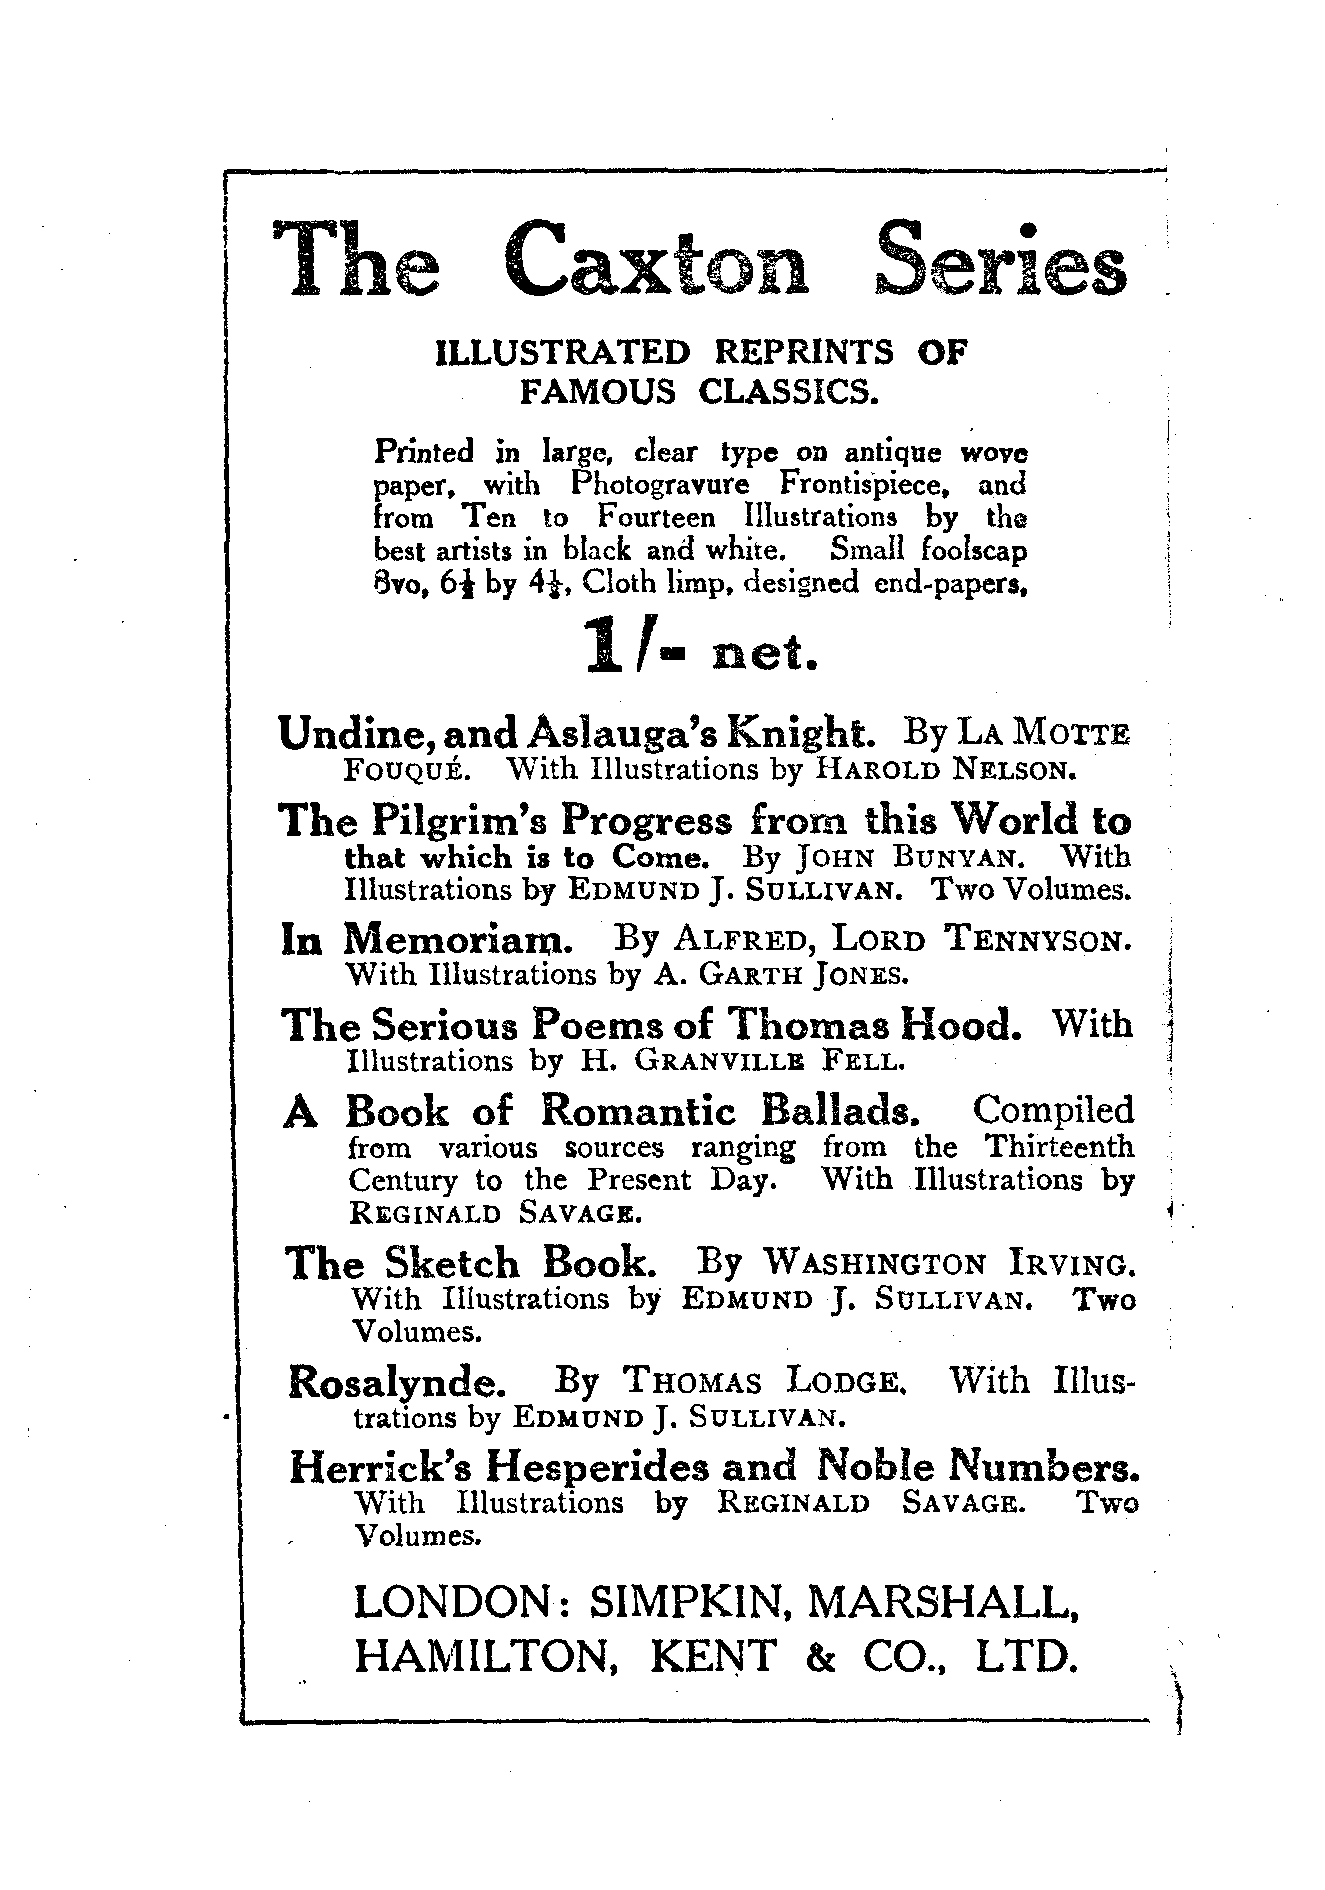 The Caxton Series
ILLUSTRATED REPRINTS OF
FAMOUS CLASSICS.
Printed in large, clear type on antique wove
paper, with Photogravure Frontispiece, and
from Ten to Fourteen Illustrations by the
best artists in black and white. Small foolscap
8vo, 6½ by 4½, Cloth limp, designed end-papers,
1/- net.
Undine, and Aslauga's Knight. By LA MOTTE
FOUQUÉ. With Illustrations by HAROLD NELSON.
The Pilgrim's Progress from this World to
that which is to Come. By JOHN BUNYAN. With
Illustrations by EDMUND J. SULLIVAN. Two Volumes.
In Memoriam. By ALFRED, LORD TENNYSON.
With Illustrations by A. GARTH JONES.
The Serious Poems of Thomas Hood. With
Illustrations by H. GRANVILLE FELL.
A Book of Romantic Ballads. Compiled
from various sources ranging from the Thirteenth
Century to the Present Day. With Illustrations by
REGINALD SAVAGE.
The Sketch Book. By WASHINGTON IRVING.
With Illustrations by EDMUND J. SULLIVAN. Two
Volumes.
Rosalynde. By THOMAS LODGE. With Illus-
trations by EDMUND J. SULLIVAN.
Herrick's Hesperides and Noble Numbers.
With Illustrations by REGINALD SAVAGE. Two
Volumes.
LONDON: SIMPKIN, MARSHALL,
HAMILTON, KENT & CO., LTD.